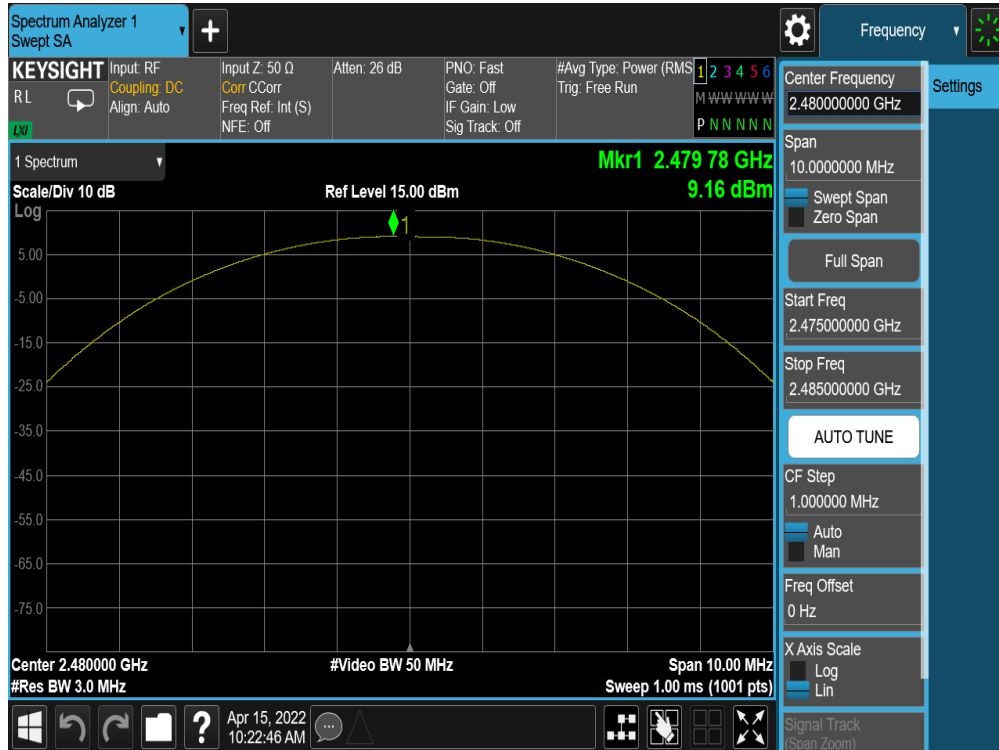 Spectrum Analyzer 1
Swept SA
+
Frequency
KEYSIGHT
RL
LXI
Input: RF
Coupling: DC
Align: Auto
Input Z: 50 Ω
Corr CCorr
Freq Ref: Int (S)
NFE: Off
Atten: 26 dB
PNO: Fast
Gate: Off
IF Gain: Low
Sig Track: Off
#Avg Type: Power (RMS
Trig: Free Run
1 2 3 4 5 6
M W W W W W
P N N N N N
1 Spectrum
Mkr1 2.479 78 GHz
9.16 dBm
Scale/Div 10 dB
Ref Level 15.00 dBm
Log
1
5.00
-5.00
-15.0
-25.0
-35.0
-45.0
-55.0
-65.0
-75.0
Center 2.480000 GHz
#Video BW 50 MHz
Span 10.00 MHz
#Res BW 3.0 MHz
Sweep 1.00 ms (1001 pts)
Center Frequency
2.480000000 GHz
Settings
Span
10.0000000 MHz
Swept Span
Zero Span
Full Span
Start Freq
2.475000000 GHz
Stop Freq
2.485000000 GHz
AUTO TUNE
CF Step
1.000000 MHz
Auto
Man
Freq Offset
0 Hz
X Axis Scale
Log
Lin
Signal Track
(Span Zoom)
?
Apr 15, 2022
10:22:46 AM